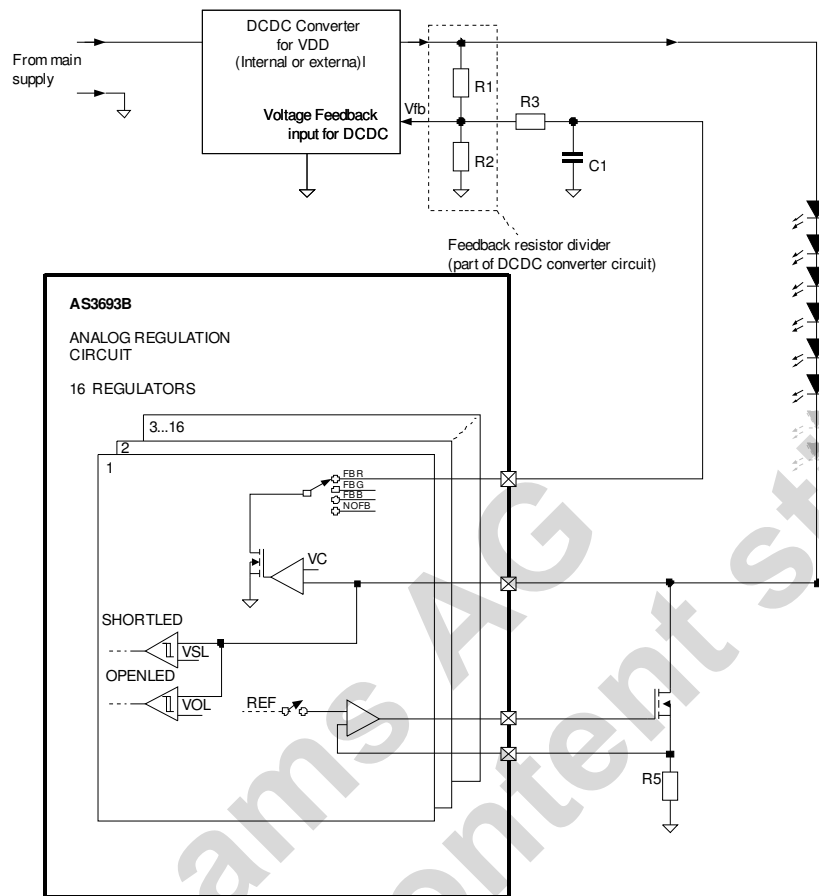 DCDC Converter
for VDD
(Internal or externa)l
From main
supply
Voltage Feedback
input for DCDC
Vfb
R1
R2
R3
C1
Feedback resistor divider
(part of DCDC converter circuit)
AS3693B
ANALOG REGULATION
CIRCUIT
16 REGULATORS
3...16
2
1
FBR
FBG
FBB
NOFB
VC
SHORTLED
VSL
OPENLED
VOL
REF
R5
ams AG